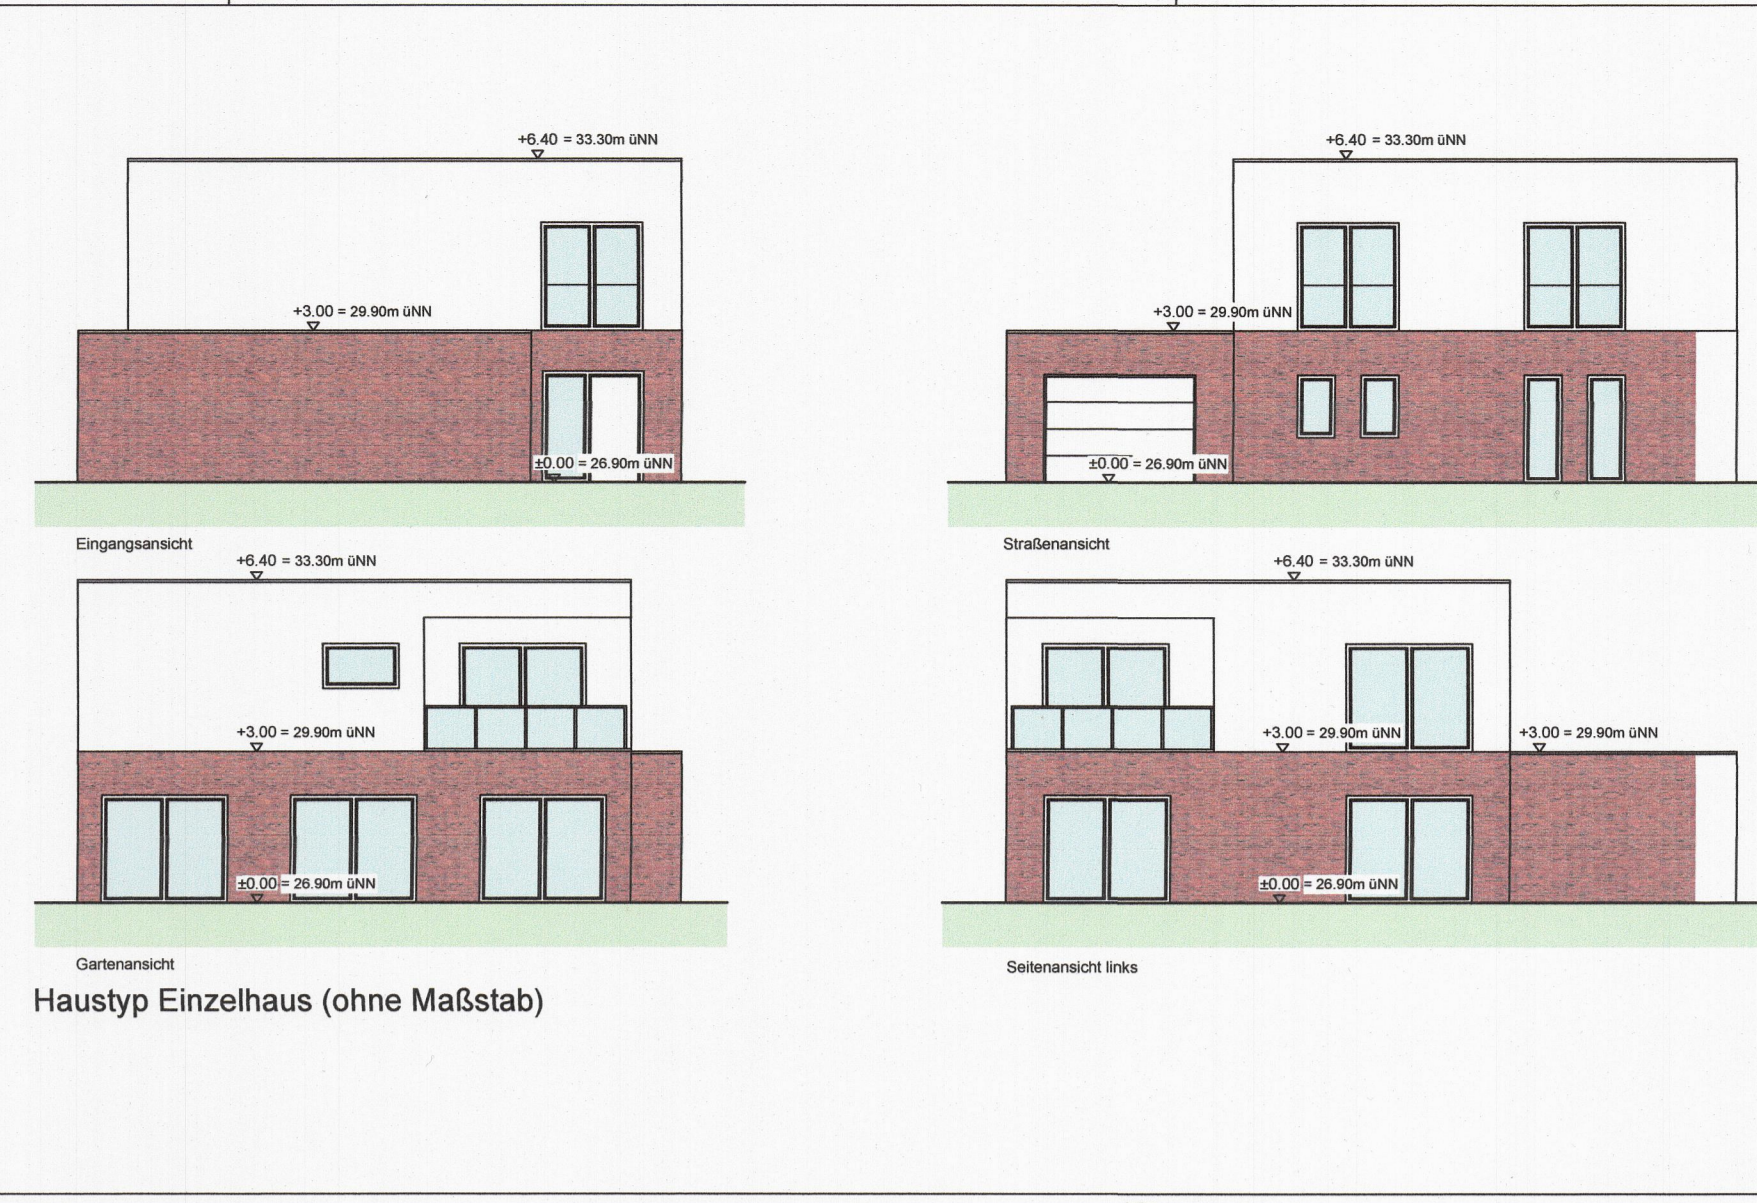 +6.40 = 33.30m üNN
+3.00 = 29.90m üNN
±0.00 = 26.90m üNN
Eingangsansicht
+6.40 = 33.30m üNN
+3.00 = 29.90m üNN
±0.00 = 26.90m üNN
Straßenansicht
+6.40 = 33.30m üNN
+3.00 = 29.90m üNN
±0.00 = 26.90m üNN
Gartenansicht
+6.40 = 33.30m üNN
+3.00 = 29.90m üNN
+3.00 = 29.90m üNN
±0.00 = 26.90m üNN
Seitenansicht links
Haustyp Einzelhaus (ohne Maßstab)